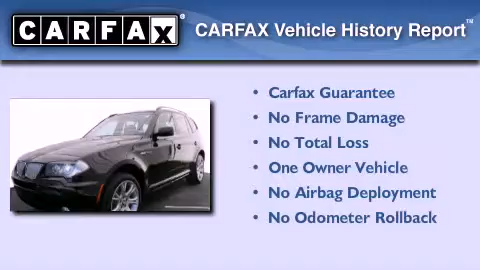 CARFAX® CARFAX Vehicle History Report™
• Carfax Guarantee
• No Frame Damage
• No Total Loss
• One Owner Vehicle
• No Airbag Deployment
• No Odometer Rollback